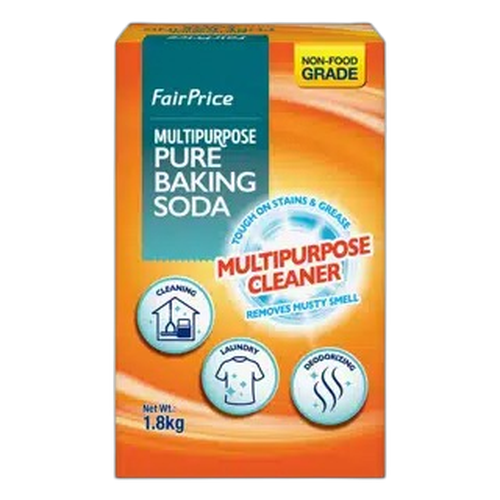 FairPrice
NON-FOOD
GRADE
FairPrice
MULTIPURPOSE
PURE
BAKING
SODA
TOUGH ON STAINS & GREASE
MULTIPURPOSE
CLEANER
REMOVES MUSTY SMELL
CLEANING
LAUNDRY
DEODORIZING
Net Wt.:
1.8kg